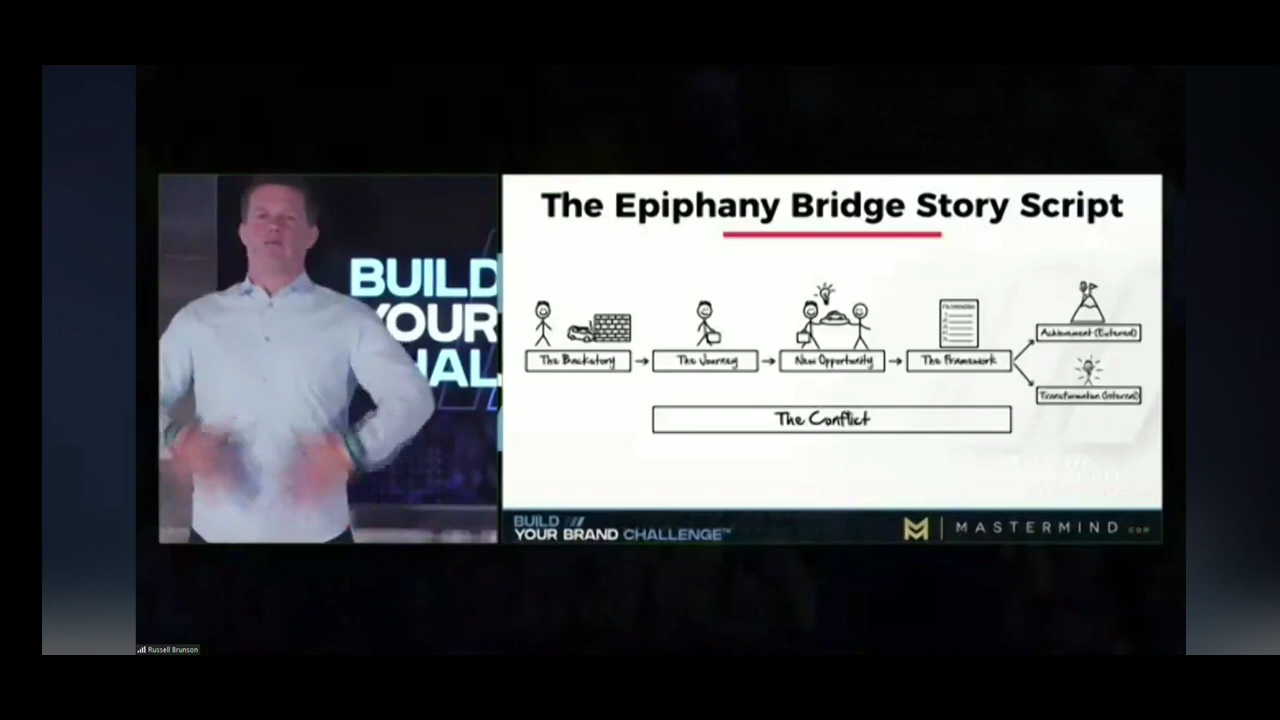 The Epiphany Bridge Story Script
BUILD
YOUR
HAL
The Backstory
The Journey
New Opportunity
The Framework
Achievement (External)
Transformation (Internal)
The Conflict
BUILD
YOUR BRAND CHALLENGE™
MASTERMIND.COM
Russell Brunson